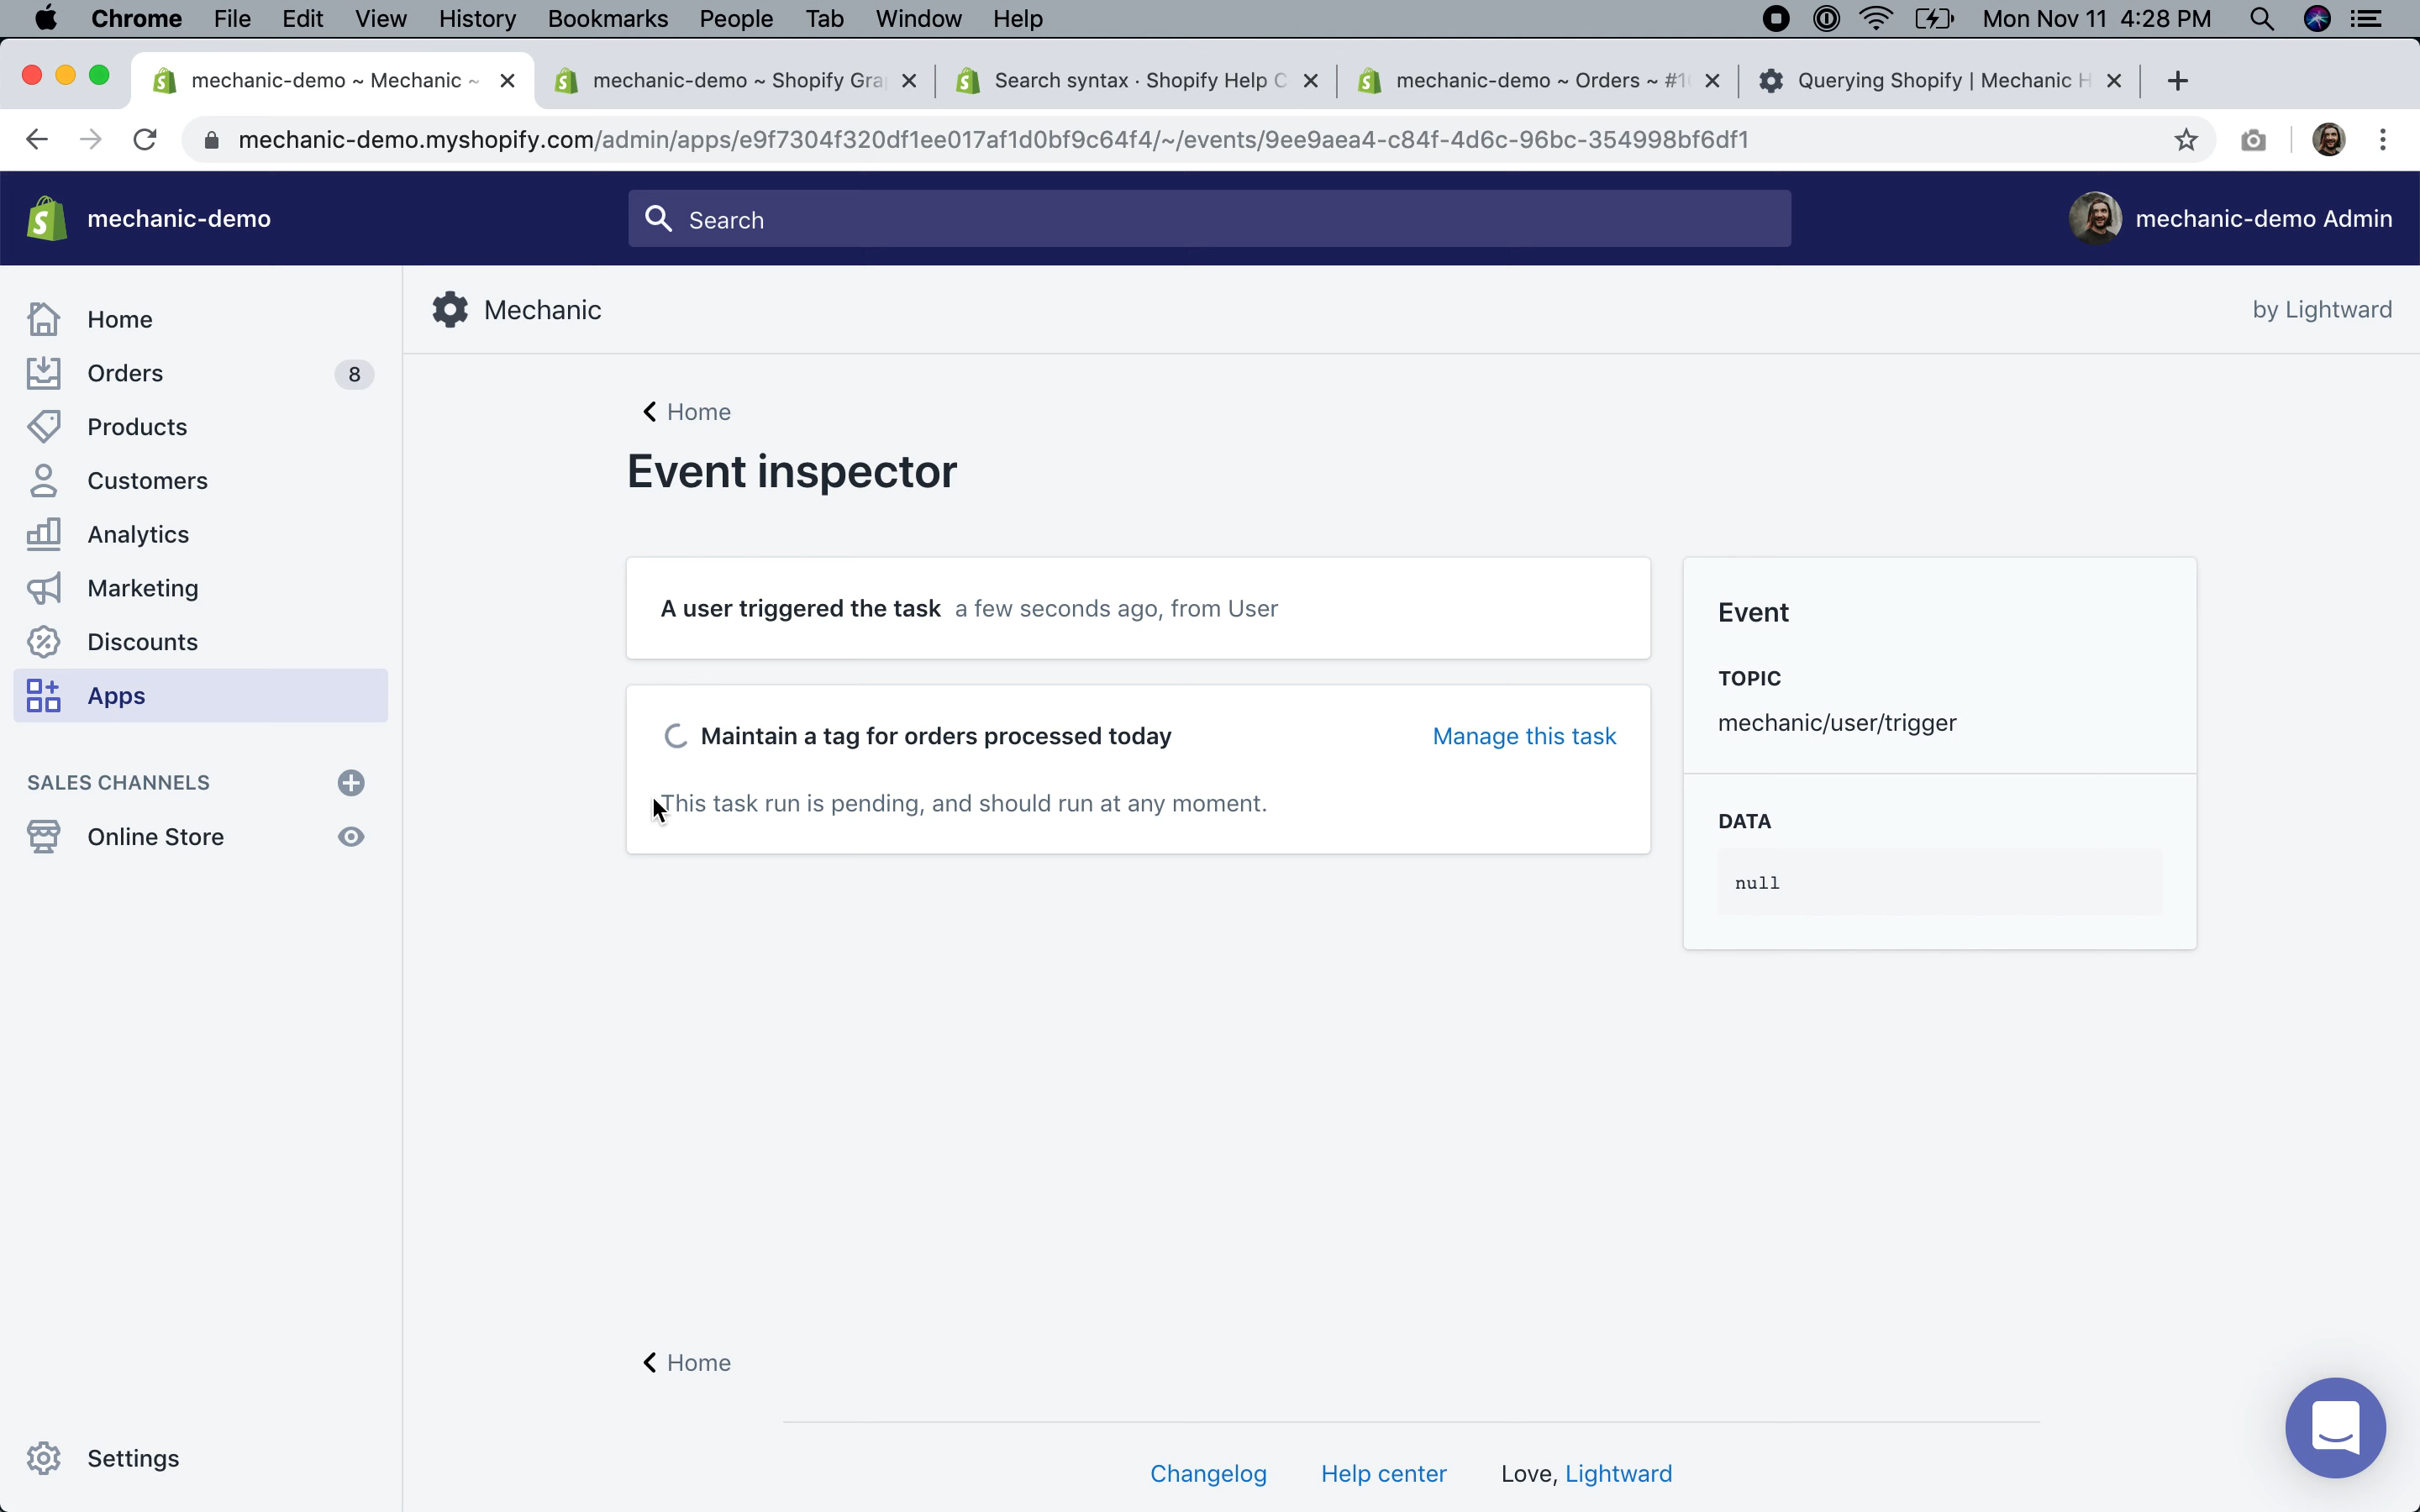 Chrome File Edit View History Bookmarks People Tab Window Help Mon Nov 11 4:28 PM
mechanic-demo ~ Mechanic ~ mechanic-demo ~ Shopify Gra Search syntax · Shopify Help C mechanic-demo ~ Orders ~ #1 Querying Shopify | Mechanic H
mechanic-demo.myshopify.com/admin/apps/e9f7304f320df1ee017af1d0bf9c64f4/~/events/9ee9aea4-c84f-4d6c-96bc-354998bf6df1
mechanic-demo
Search
mechanic-demo Admin
Home
Orders 8
Products
Customers
Analytics
Marketing
Discounts
Apps
SALES CHANNELS
Online Store
Settings
Mechanic
by Lightward
Home
Event inspector
A user triggered the task a few seconds ago, from User
Maintain a tag for orders processed today Manage this task
This task run is pending, and should run at any moment.
Event
TOPIC
mechanic/user/trigger
DATA
null
Home
Changelog Help center Love, Lightward